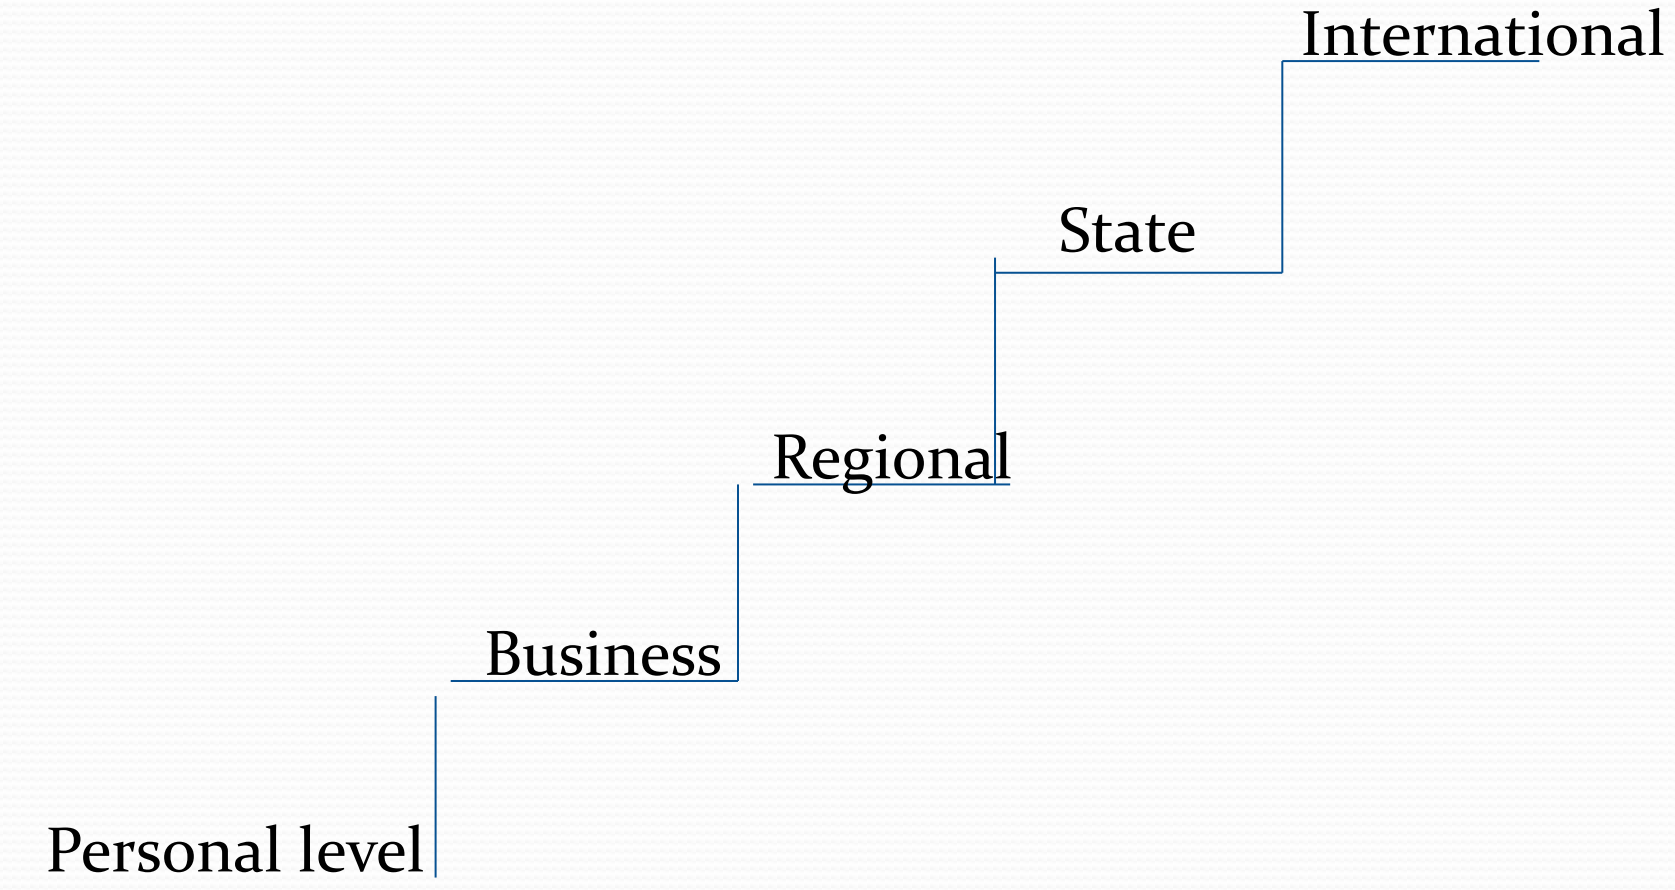 International
State
Regional
Business
Personal level